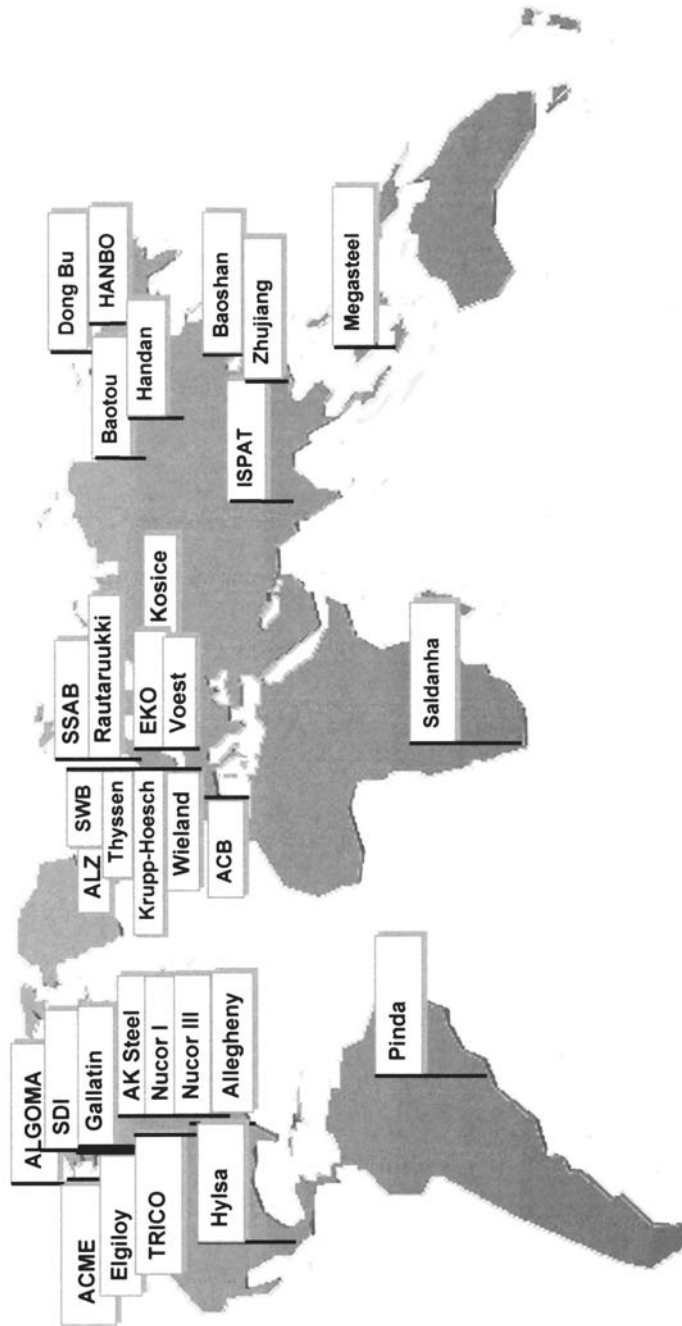 ALGOMA
SDI
Gallatin
ACME
Elgiloy
TRICO
AK Steel
Nucor I
Nucor III
Allegheny
Hylsa
Pinda
SSAB
Rautaruukki
SWB
ALZ
Thyssen
Krupp-Hoesch
Wieland
ACB
EKO
Voest
Kosice
Saldanha
Dong Bu
HANBO
Baotou
Handan
Baoshan
Zhujiang
ISPAT
Megasteel